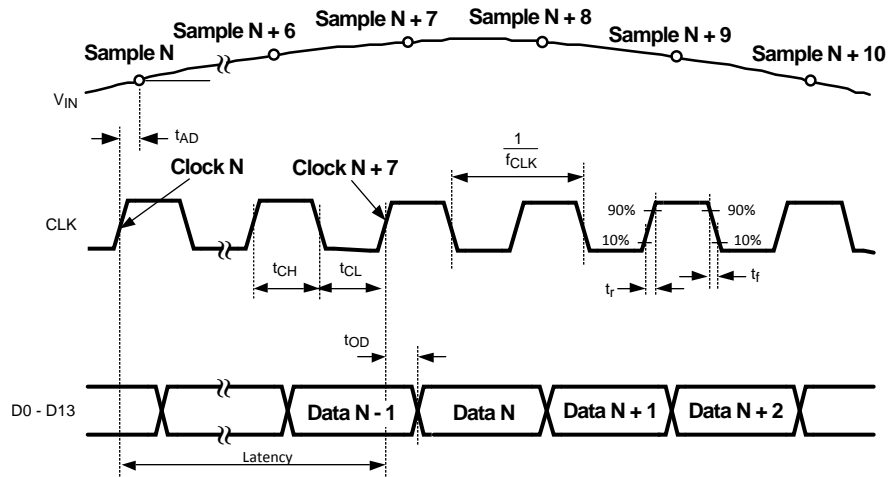 Sample N
Sample N + 6
Sample N + 7
Sample N + 8
Sample N + 9
Sample N + 10
VIN
tAD
Clock N
Clock N + 7
1
fCLK
CLK
90%
90%
10%
10%
tCH
tCL
tr
tf
tOD
D0 - D13
Data N - 1
Data N
Data N + 1
Data N + 2
Latency